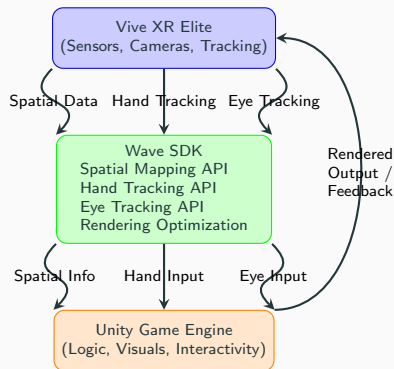 Vive XR Elite
(Sensors, Cameras, Tracking)
Spatial Data
Hand Tracking
Eye Tracking
Wave SDK
Spatial Mapping API
Hand Tracking API
Eye Tracking API
Rendering Optimization
Rendered
Output /
Feedback
Spatial Info
Hand Input
Eye Input
Unity Game Engine
(Logic, Visuals, Interactivity)